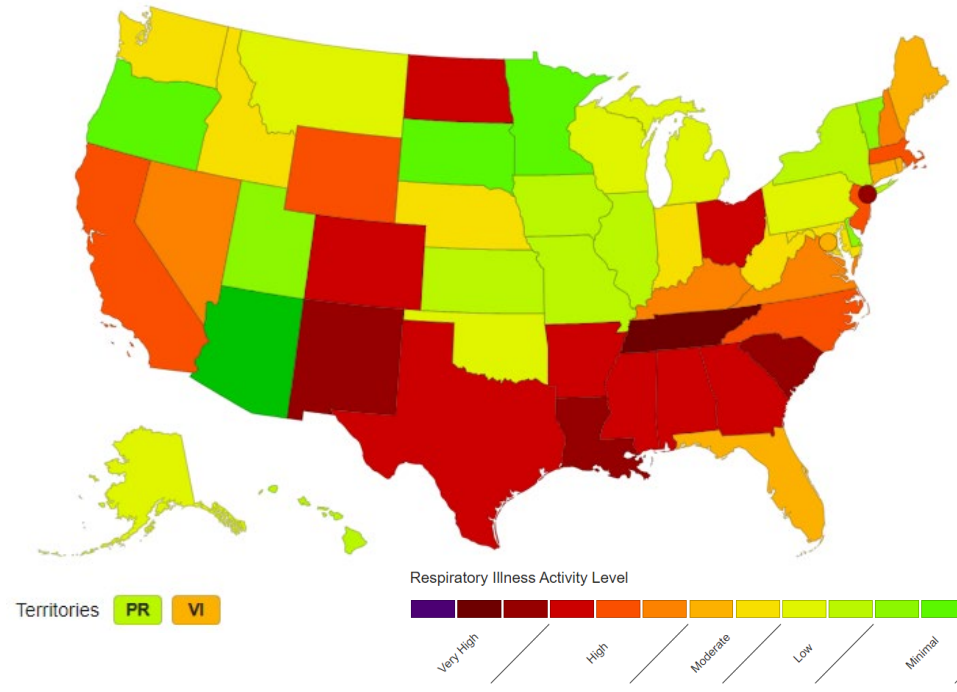 Respiratory Illness Activity Level
Territories PR VI
Very High High Moderate Low Minimal